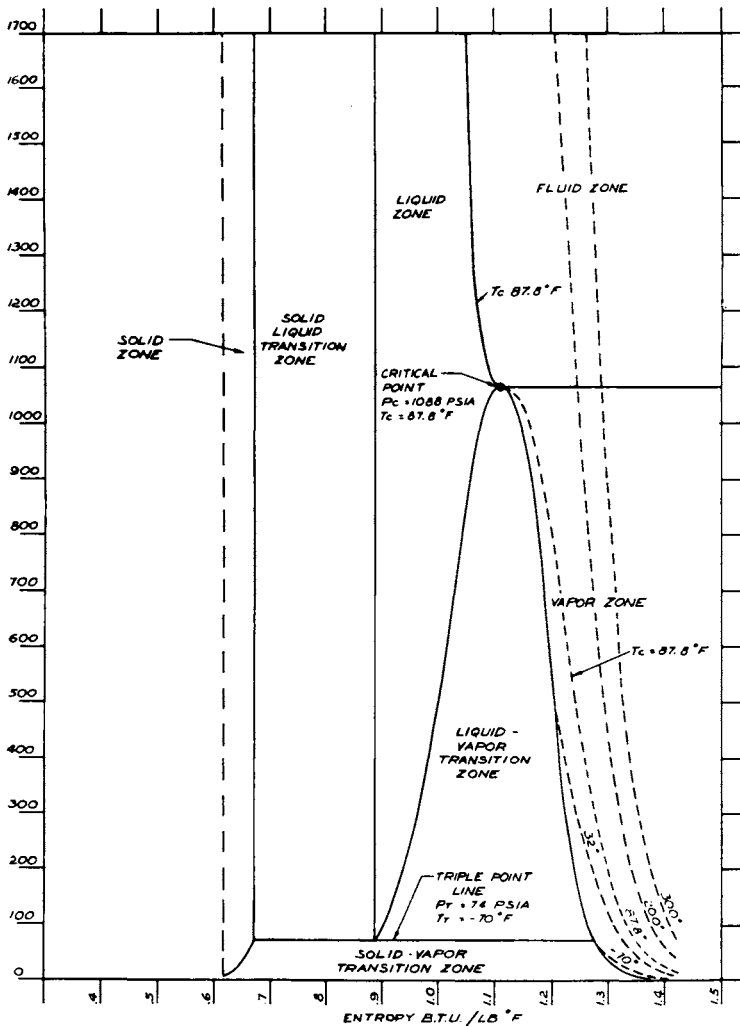 1700
1600
1500
1400
1300
1200
1100
1000
900
800
700
600
500
400
300
200
100
0
LIQUID
ZONE
FLUID ZONE
Tc 87.8°F
SOLID
ZONE
SOLID
LIQUID
TRANSITION
ZONE
CRITICAL
POINT
Pc = 1088 PSIA
Tc = 87.8°F
VAPOR ZONE
Tc = 87.8°F
LIQUID -
VAPOR
TRANSITION
ZONE
TRIPLE POINT
LINE
PT = 74 PSIA
TT = -70°F
32°
87.8°
200°
300°
10°
SOLID-VAPOR
TRANSITION ZONE
.4
.5
.6
.7
.8
.9
1.0
1.1
1.2
1.3
1.4
1.5
ENTROPY B.T.U./LB °F